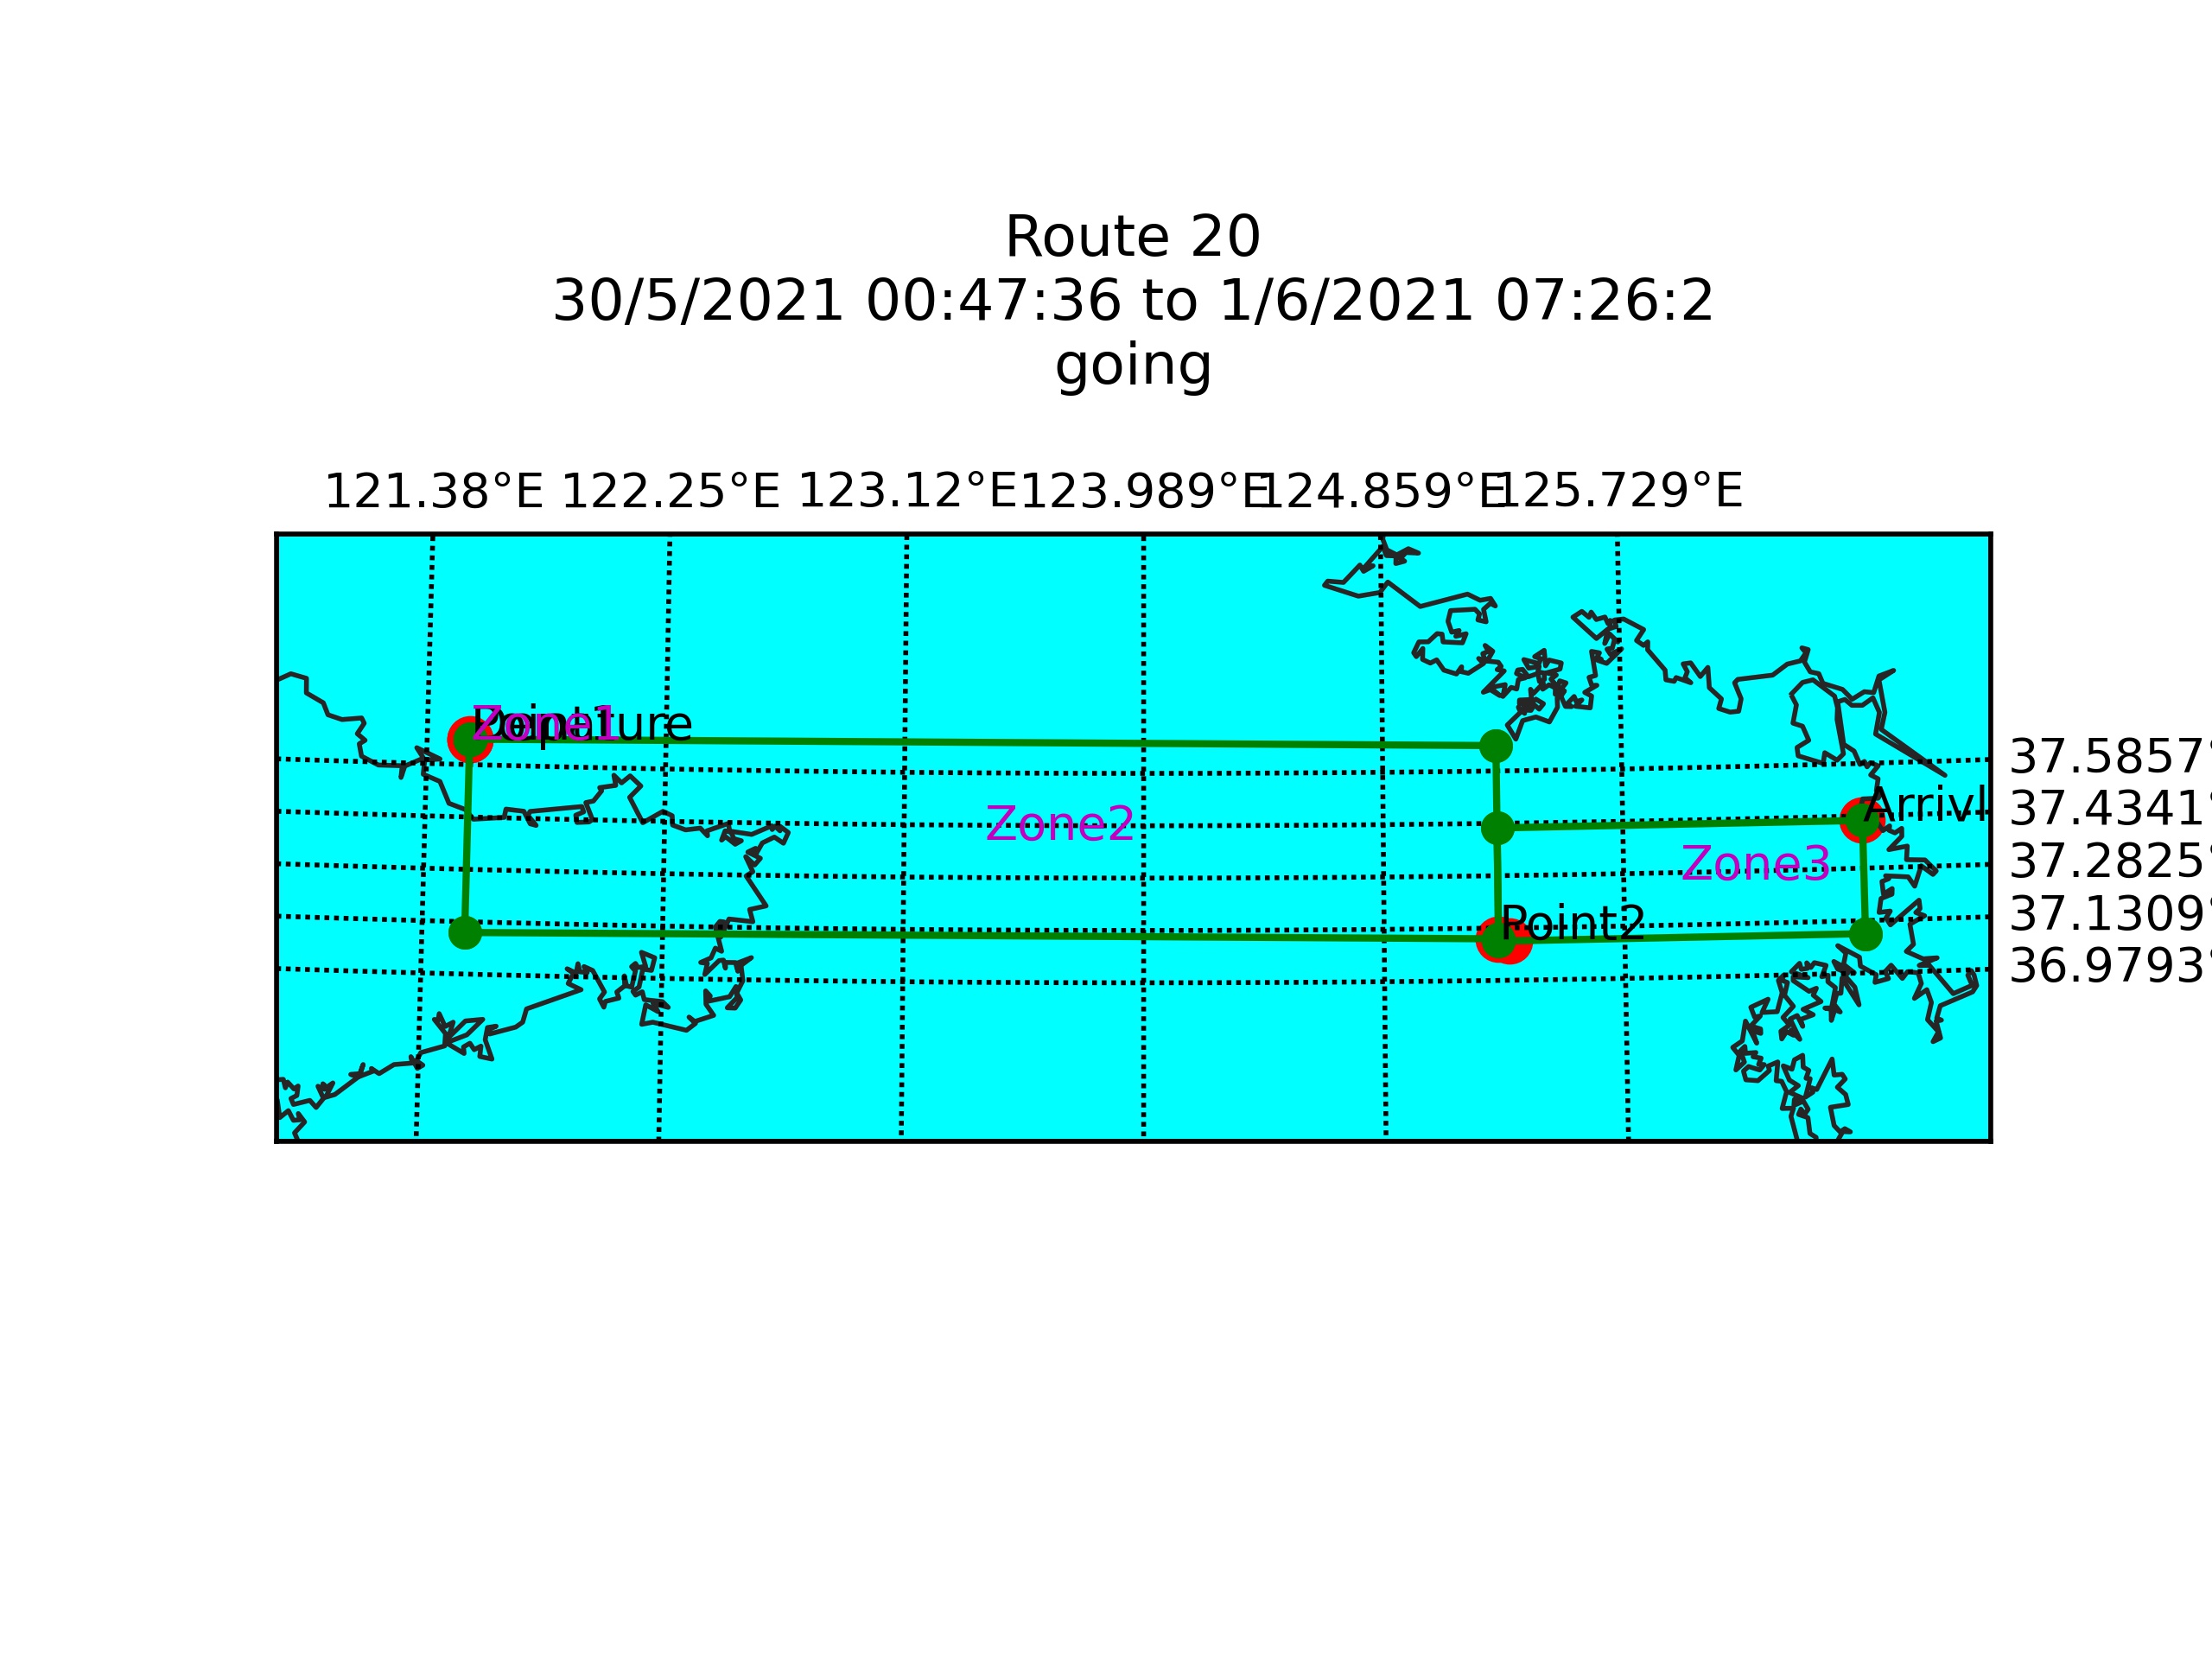 Route 20
30/5/2021 00:47:36 to 1/6/2021 07:26:2
going
121.38°E 122.25°E 123.12°E 123.989°E 124.859°E 125.729°E
Departure
Point1
Zone1
37.5857°
Arrivl
37.4341°
Zone2
37.2825°
Zone3
37.1309°
Point2
36.9793°